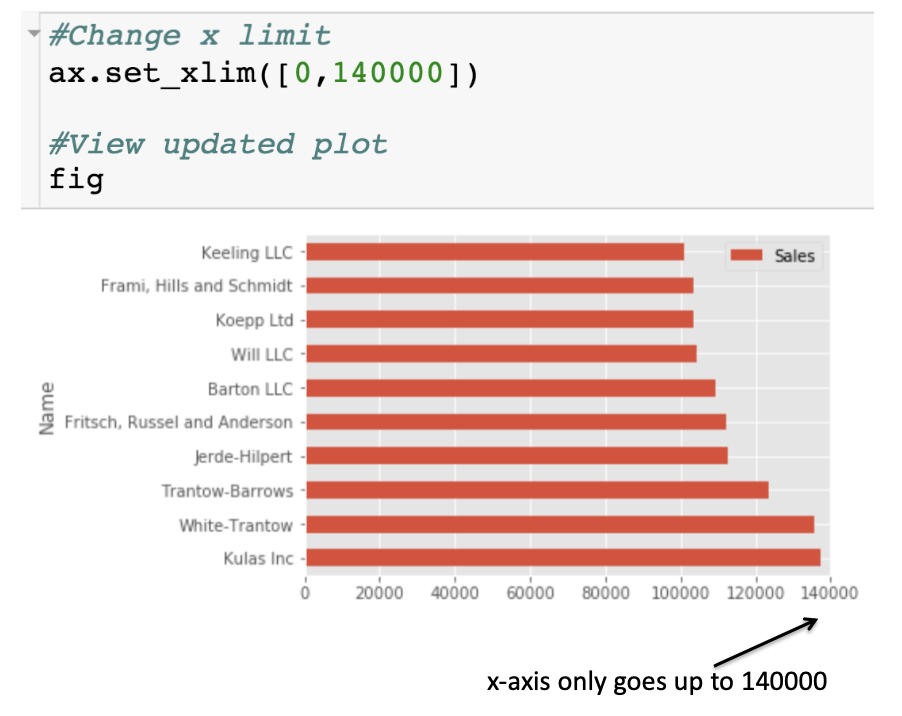 #Change x limit
ax.set_xlim([0,140000])
#View updated plot
fig
Sales
Keeling LLC
Frami, Hills and Schmidt
Koepp Ltd
Will LLC
Barton LLC
Fritsch, Russel and Anderson
Jerde-Hilpert
Trantow-Barrows
White-Trantow
Kulas Inc
Name
0 20000 40000 60000 80000 100000 120000 140000
x-axis only goes up to 140000